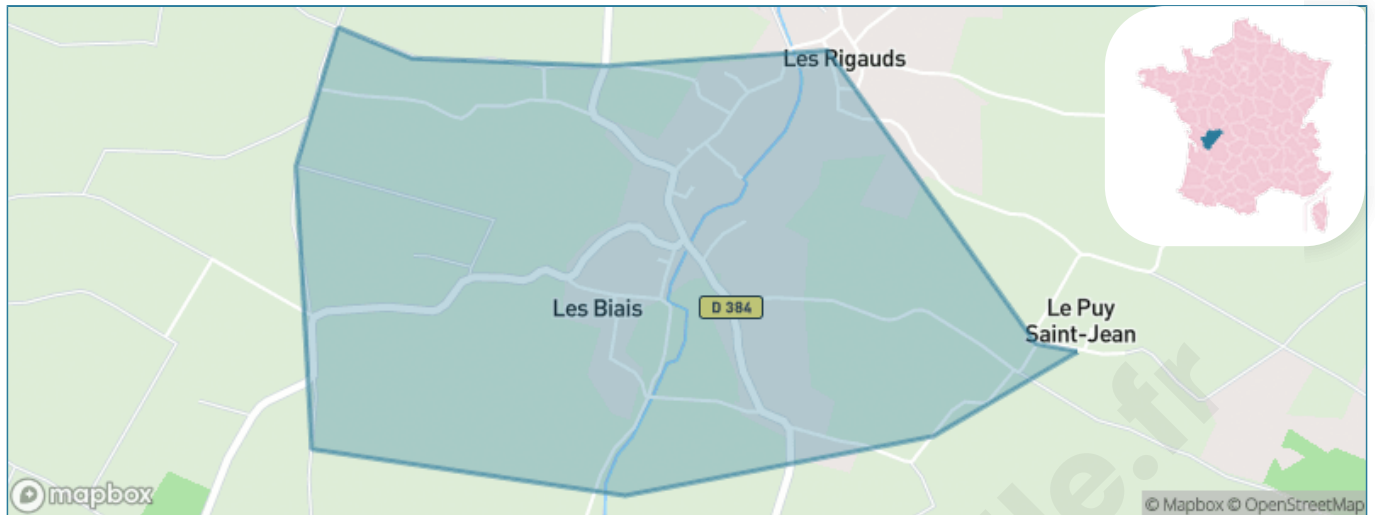 Les Rigauds
Les Biais
D 384
Le Puy
Saint-Jean
mapbox
© Mapbox © OpenStreetMap